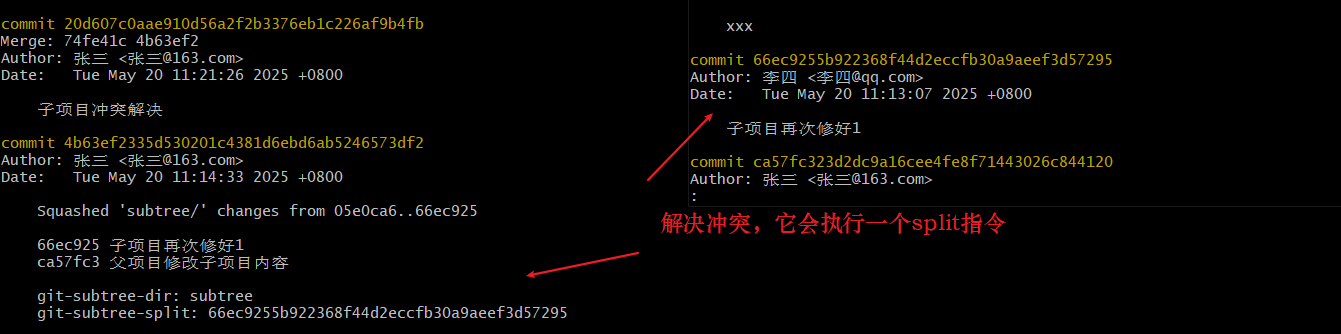 commit 20d607c0aae910d56a2f2b3376eb1c226af9b4fb
Merge: 74fe41c 4b63ef2
Author: 张三 <张三@163.com>
Date:   Tue May 20 11:21:26 2025 +0800
子项目冲突解决
commit 4b63ef2335d530201c4381d6ebd6ab5246573df2
Author: 张三 <张三@163.com>
Date:   Tue May 20 11:14:33 2025 +0800
Squashed 'subtree/' changes from 05e0ca6..66ec925
66ec925 子项目再次修好1
ca57fc3 父项目修改子项目内容
git-subtree-dir: subtree
git-subtree-split: 66ec9255b922368f44d2eccfb30a9aeef3d57295
xxx
commit 66ec9255b922368f44d2eccfb30a9aeef3d57295
Author: 李四 <李四@qq.com>
Date:   Tue May 20 11:13:07 2025 +0800
子项目再次修好1
commit ca57fc323d2dc9a16cee4fe8f71443026c844120
Author: 张三 <张三@163.com>
:
解决冲突，它会执行一个split指令